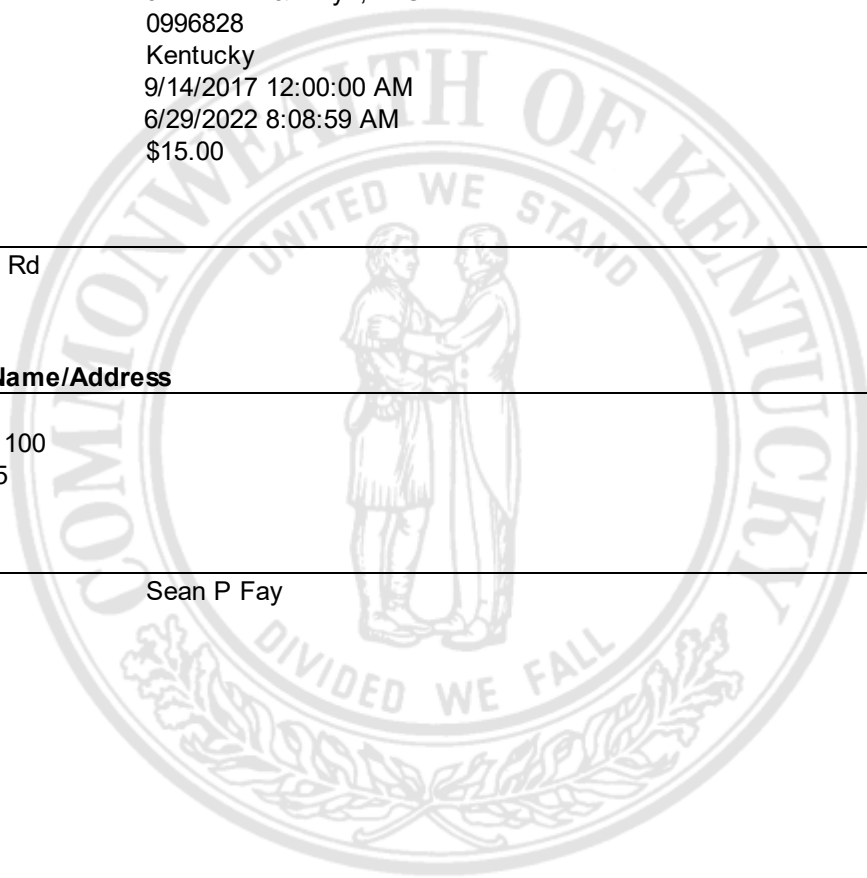 0996828
Kentucky
9/14/2017 12:00:00 AM
6/29/2022 8:08:59 AM
$15.00
COMMONWEALTH OF KENTUCKY
UNITED WE STAND
Rd
Name/Address
100
5
Sean P Fay
DIVIDED WE FALL